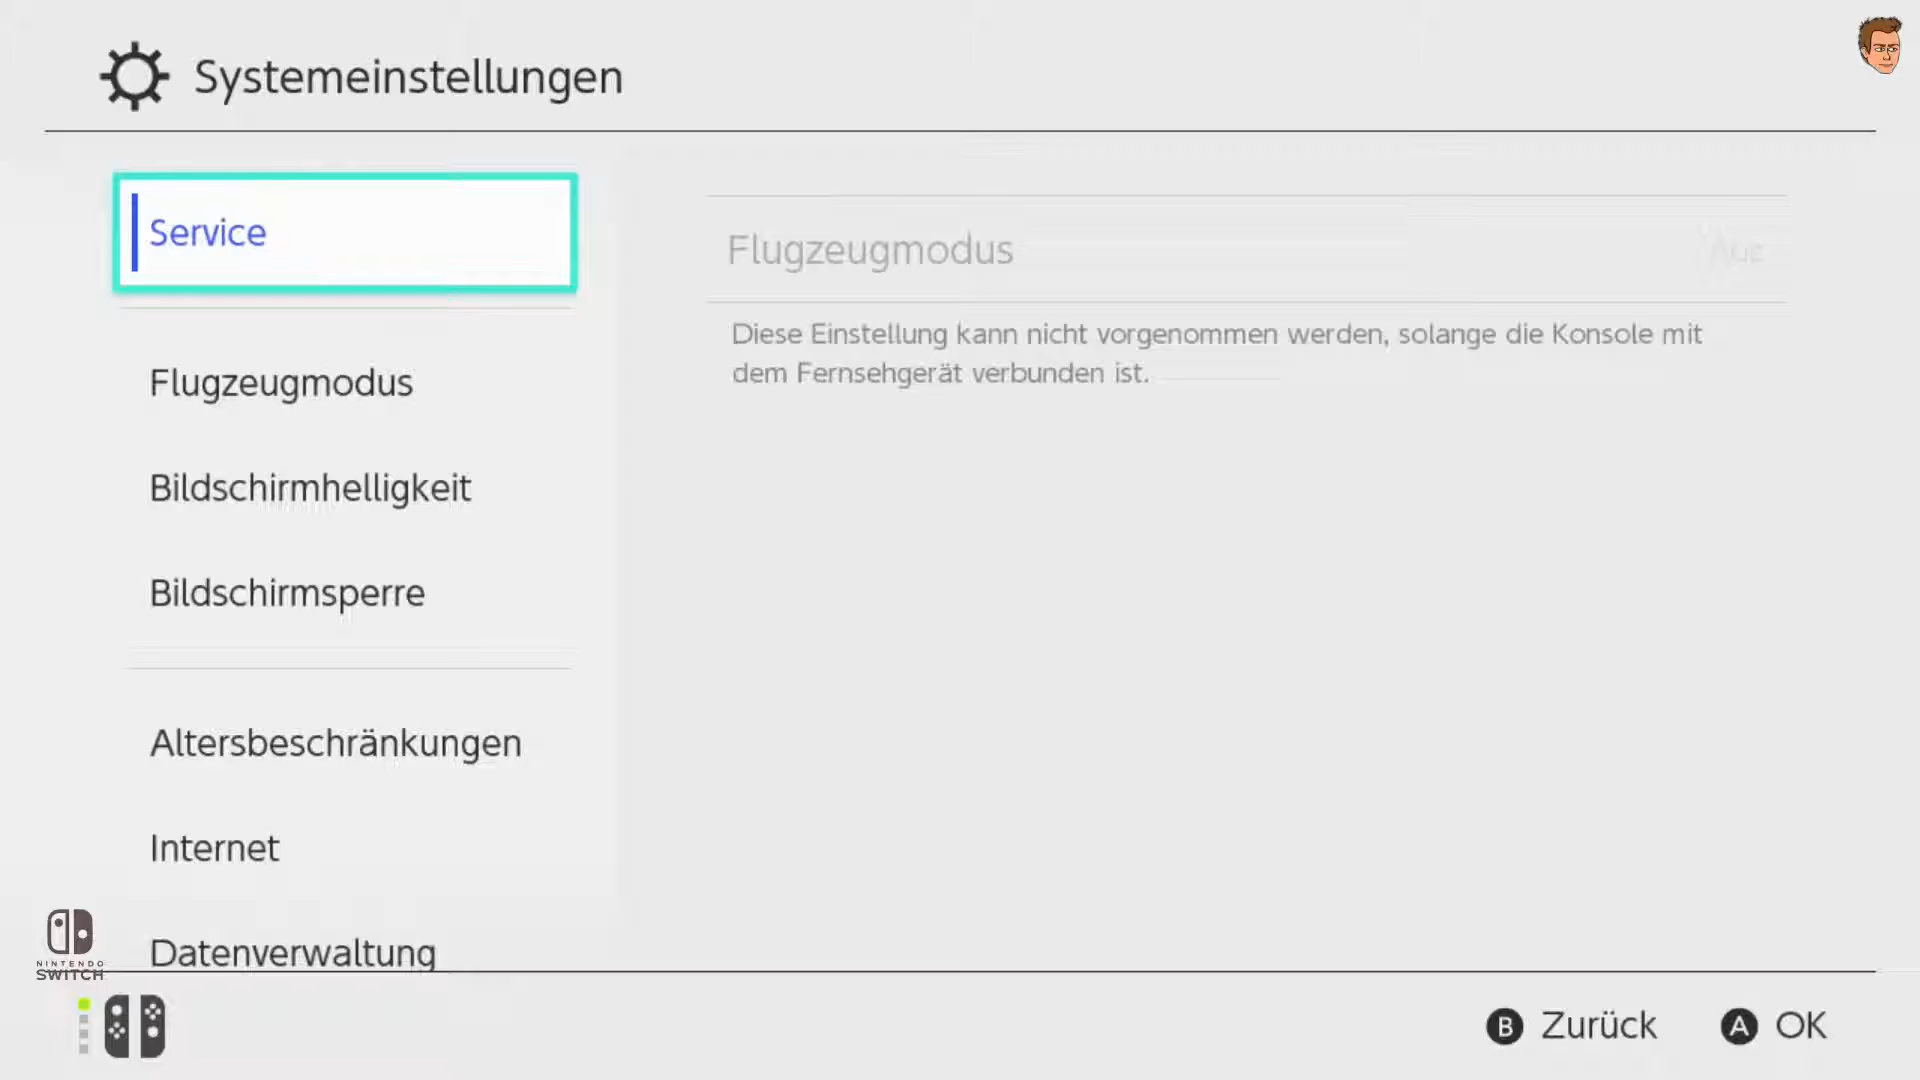 Systemeinstellungen
Service
Flugzeugmodus
Bildschirmhelligkeit
Bildschirmsperre
Altersbeschränkungen
Internet
Datenverwaltung
Flugzeugmodus
Diese Einstellung kann nicht vorgenommen werden, solange die Konsole mit
dem Fernsehgerät verbunden ist.
NINTENDO
SWITCH
B Zurück
A OK